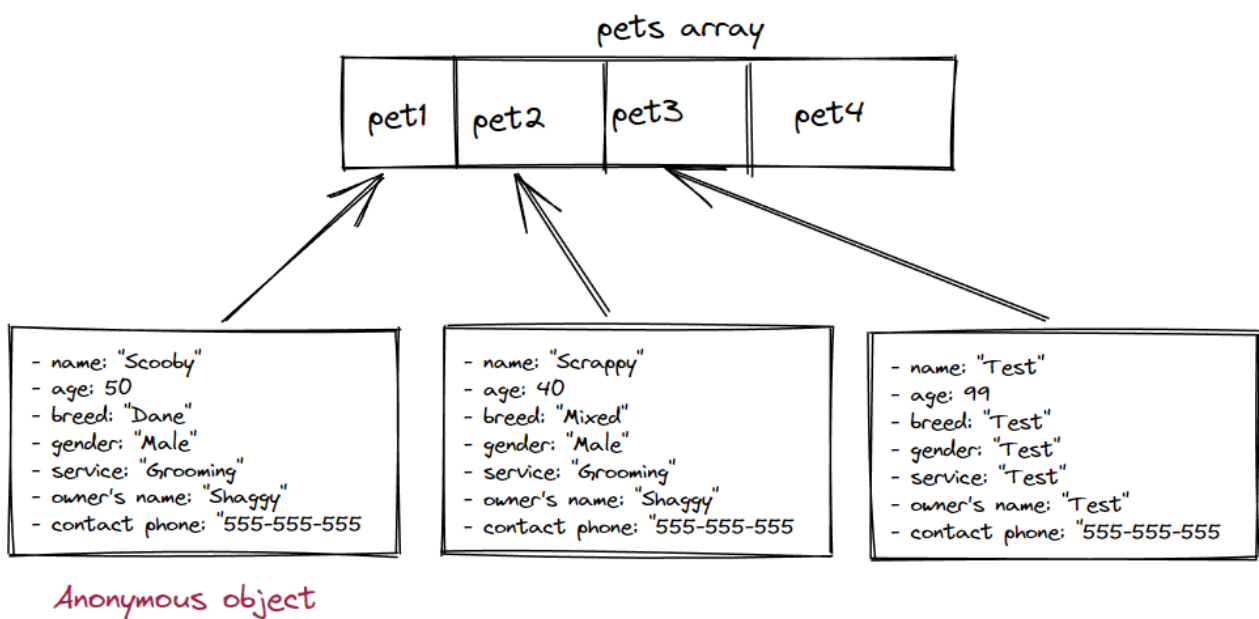 pets array
pet1 pet2 pet3 pet4
- name: "Scooby"
- age: 50
- breed: "Dane"
- gender: "Male"
- service: "Grooming"
- owner's name: "Shaggy"
- contact phone: "555-555-555
- name: "Scrappy"
- age: 40
- breed: "Mixed"
- gender: "Male"
- service: "Grooming"
- owner's name: "Shaggy"
- contact phone: "555-555-555
- name: "Test"
- age: 99
- breed: "Test"
- gender: "Test"
- service: "Test"
- owner's name: "Test"
- contact phone: "555-555-555
Anonymous object